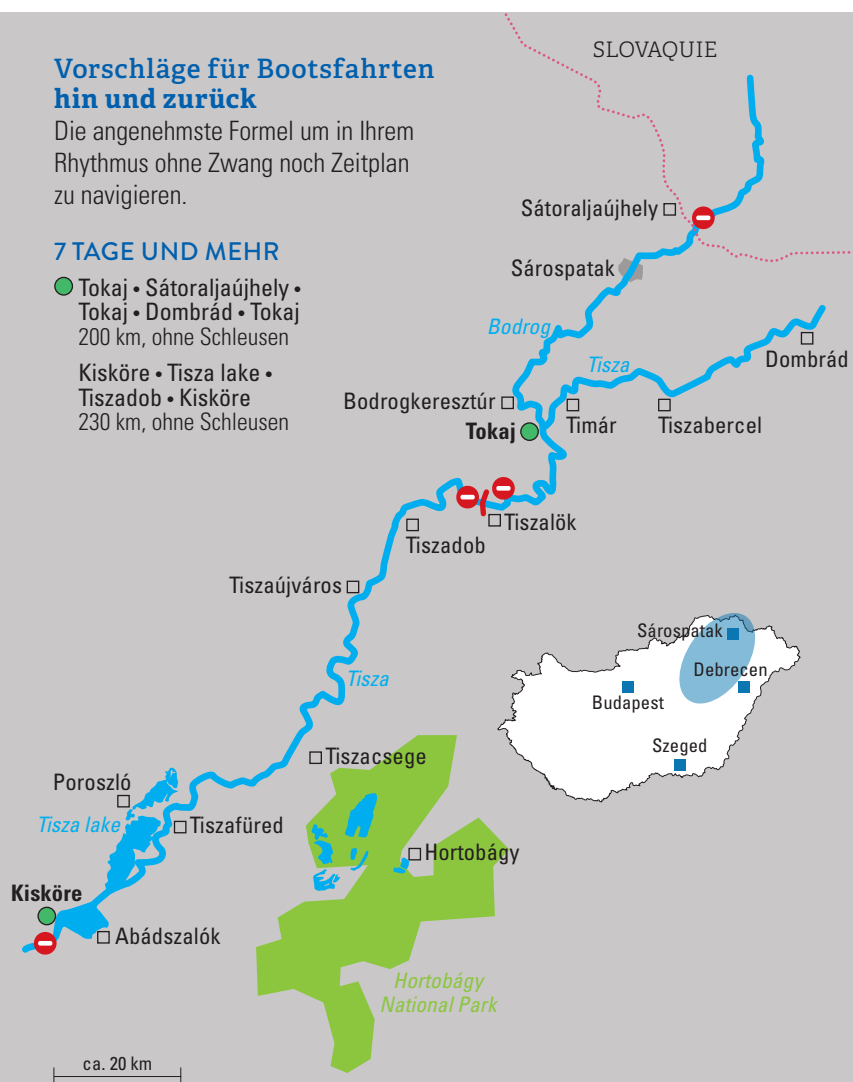 Vorschläge für Bootsfahrten
hin und zurück
Die angenehmste Formel um in Ihrem
Rhythmus ohne Zwang noch Zeitplan
zu navigieren.
7 TAGE UND MEHR
Tokaj • Sátoraljaújhely •
Tokaj • Dombrád • Tokaj
200 km, ohne Schleusen
Kisköre • Tisza lake •
Tiszadob • Kisköre
230 km, ohne Schleusen
SLOVAQUIE
Sátoraljaújhely
Sárospatak
Bodrog
Tisza
Dombrád
Bodrogkeresztúr
Tokaj
Timár
Tiszabercel
Tiszadob
Tiszalök
Tiszaújváros
Tisza
Tiszacsege
Poroszló
Tisza lake
Tiszafüred
Hortobágy
Kisköre
Abádszalók
Hortobágy
National Park
Sárospatak
Debrecen
Budapest
Szeged
ca. 20 km